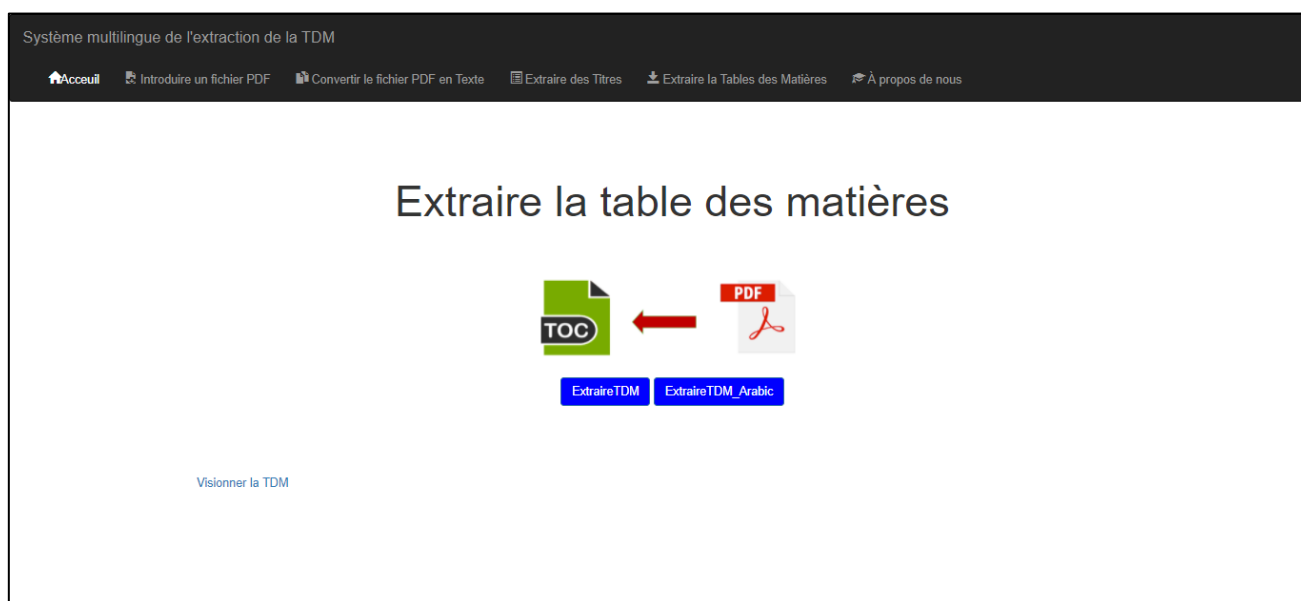 Système multilingue de l'extraction de la TDM
Acceuil Introduire un fichier PDF Convertir le fichier PDF en Texte Extraire des Titres Extraire la Tables des Matières À propos de nous
Extraire la table des matières
TOC PDF
ExtraireTDM ExtraireTDM_Arabic
Visionner la TDM